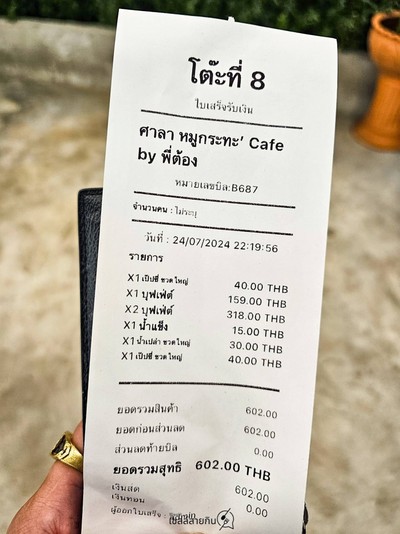 โต๊ะที่ 8
ใบเสร็จรับเงิน
ศาลา หมูกระทะ' Cafe
by พี่ต้อง
หมายเลขบิล:B687
จำนวนคน : ไม่ระบุ
วันที่ : 24/07/2024 22:19:56
รายการ
X1 เป๊ปซี่ ขวดใหญ่ 40.00 THB
X1 บุฟเฟ่ต์ 159.00 THB
X2 บุฟเฟ่ต์ 318.00 THB
X1 น้ำแข็ง 15.00 THB
X1 น้ำเปล่า ขวดใหญ่ 30.00 THB
X1 เป๊ปซี่ ขวดใหญ่ 40.00 THB
ยอดรวมสินค้า 602.00
ยอดก่อนส่วนลด 602.00
ส่วนลดท้ายบิล 0.00
ยอดรวมสุทธิ 602.00 THB
เงินสด 602.00
เงินทอน 0.00
ผู้ออกใบเสร็จ :